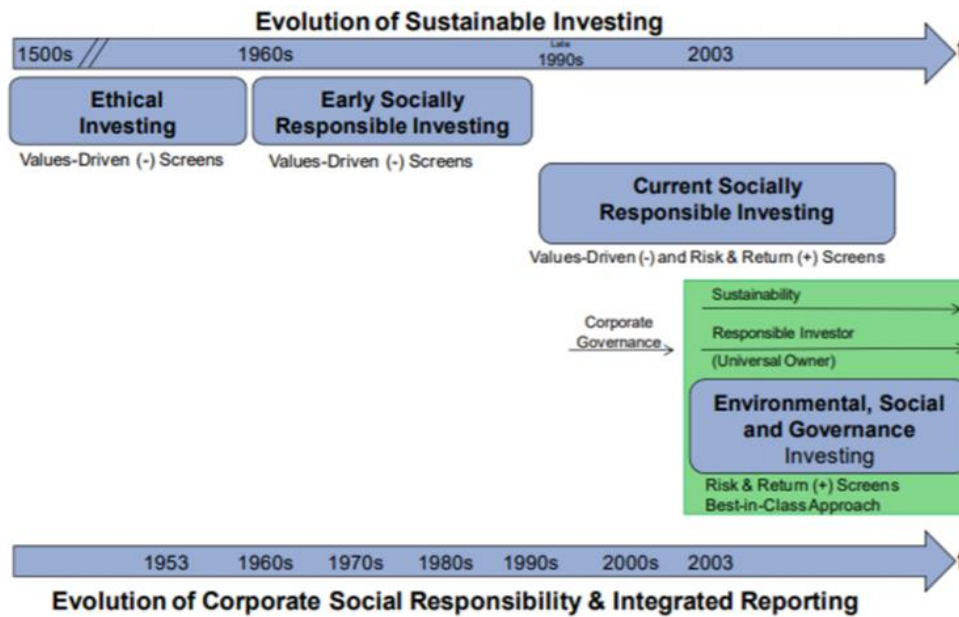 Evolution of Sustainable Investing
1500s // 1960s Late 1990s 2003 t
Ethical
Investing
Values-Driven (-) Screens
Early Socially
Responsible Investing
Values-Driven (-) Screens
Current Socially
Responsible Investing
Values-Driven (-) and Risk & Return (+) Screens
Sustainability
Corporate
Governance
Responsible Investor
(Universal Owner)
Environmental, Social
and Governance
Investing
Risk & Return (+) Screens
Best-in-Class Approach
1953 1960s 1970s 1980s 1990s 2000s 2003
Evolution of Corporate Social Responsibility & Integrated Reporting